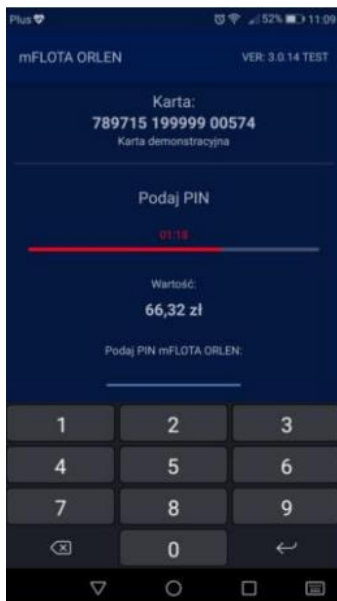 Plus 52% 11:09
mFLOTA ORLEN VER: 3.0.14 TEST
Karta:
789715 199999 00574
Karta demonstracyjna
Podaj PIN
01:18
Wartość:
66,32 zł
Podaj PIN mFLOTA ORLEN:
1 2 3
4 5 6
7 8 9
0